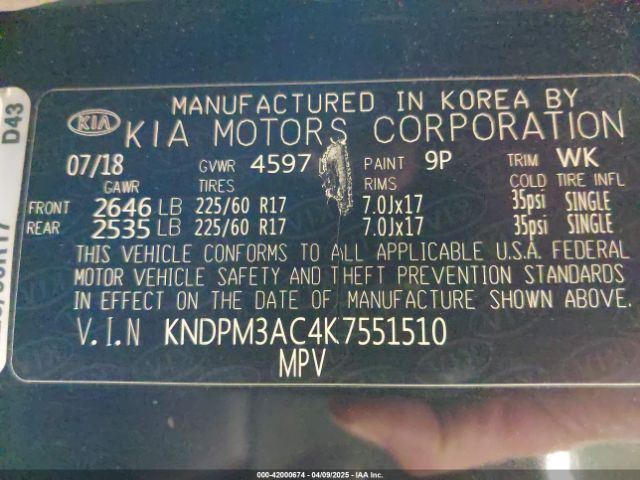 MANUFACTURED IN KOREA BY
KIA KIA MOTORS CORPORATION
07/18 GVWR 4597 PAINT 9P TRIM WK
GAWR TIRES RIMS COLD TIRE INFL
FRONT 2646 LB 225/60 R17 7.0Jx17 35psi SINGLE
REAR 2535 LB 225/60 R17 7.0Jx17 35psi SINGLE
THIS VEHICLE CONFORMS TO ALL APPLICABLE U.S.A. FEDERAL
MOTOR VEHICLE SAFETY AND THEFT PREVENTION STANDARDS
IN EFFECT ON THE DATE OF MANUFACTURE SHOWN ABOVE.
V.I.N KNDPM3AC4K7551510
MPV
D43
000-42000674 - 04/09/2025 - IAA Inc.